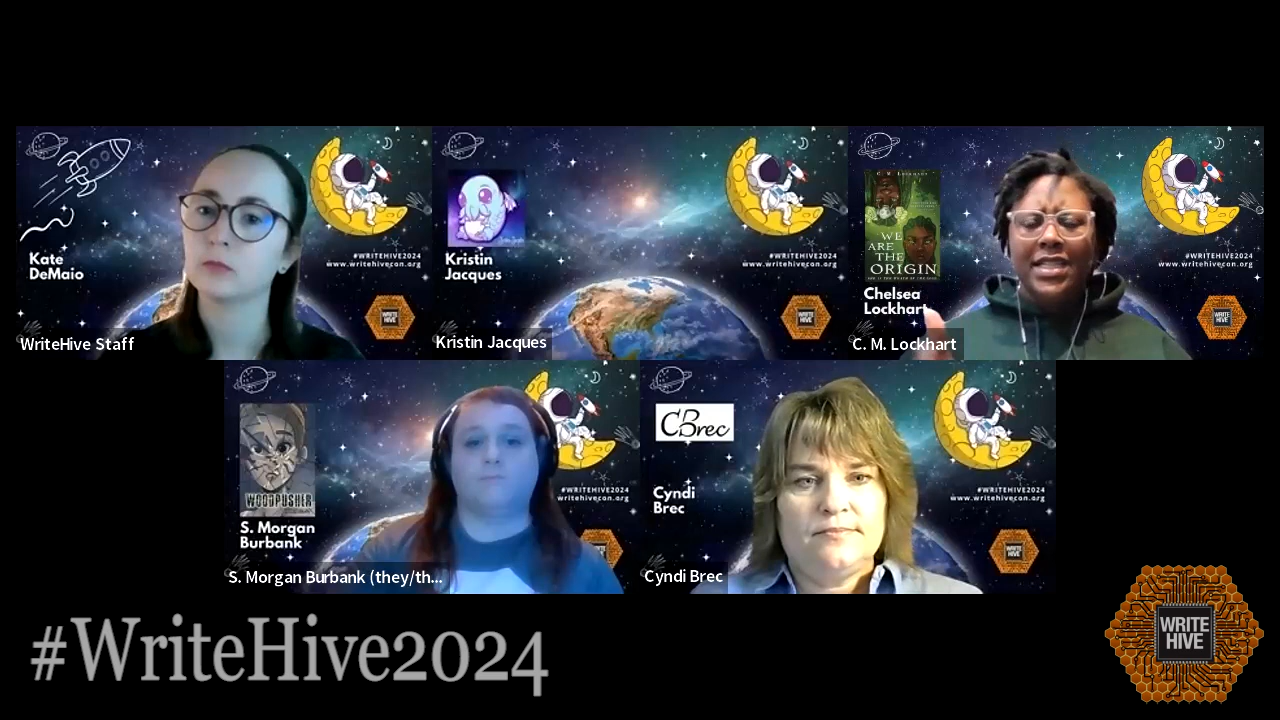 Kate
DeMaio
#WRITEHIVE2024
www.writehivecon.org
WRITE
HIVE
WriteHive Staff
Kristin
Jacques
#WRITEHIVE2024
www.writehivecon.org
WRITE
HIVE
Kristin Jacques
C. M. Lockhart
WE
ARE
THE
ORIGIN
Chelsea
Lockhart
#WRITEHIVE2024
www.writehivecon.org
WRITE
HIVE
C. M. Lockhart
WOODPUSHER
S. Morgan
Burbank
#WRITEHIVE2024
writehivecon.org
WRITE
HIVE
S. Morgan Burbank (they/th...
CBrec
Cyndi
Brec
#WRITEHIVE2024
www.writehivecon.org
WRITE
HIVE
Cyndi Brec
#WriteHive2024
WRITE
HIVE